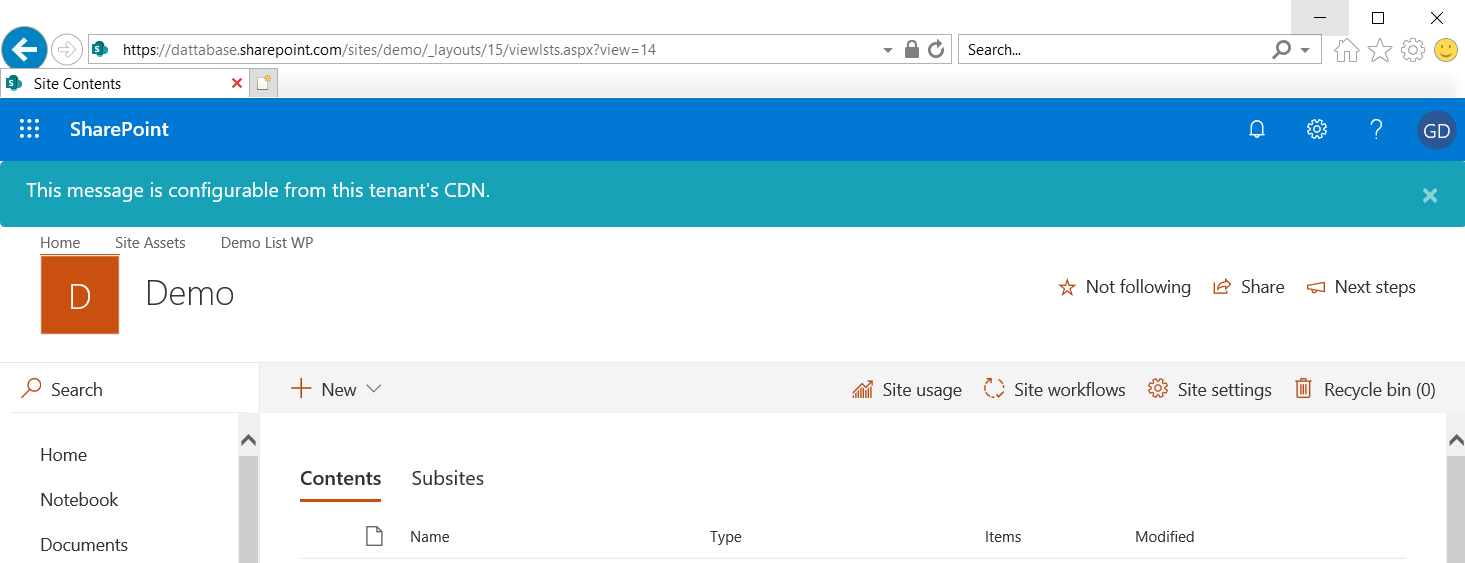 https://dattabase.sharepoint.com/sites/demo/_layouts/15/viewlsts.aspx?view=14 Search...
Site Contents
SharePoint GD
This message is configurable from this tenant's CDN.
Home Site Assets Demo List WP
D Demo Not following Share Next steps
Search New Site usage Site workflows Site settings Recycle bin (0)
Home
Notebook
Documents
Contents Subsites
Name Type Items Modified